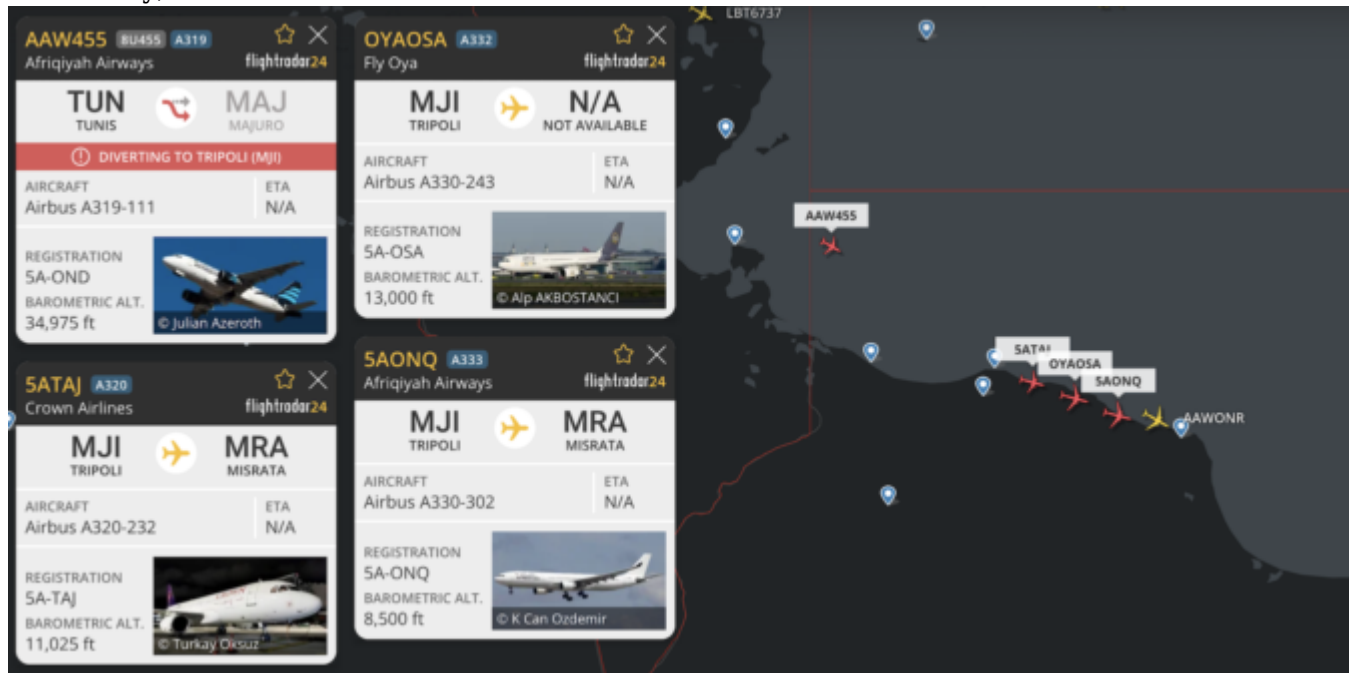 AAW455 8U455 A319
Afriqiyah Airways flightradar24
TUN MAJ
TUNIS MAJURO
DIVERTING TO TRIPOLI (MJI)
AIRCRAFT ETA
Airbus A319-111 N/A
REGISTRATION
5A-OND
BAROMETRIC ALT.
34,975 ft
© Julian Azeroth
OYAOSA A332
Fly Oya flightradar24
MJI N/A
TRIPOLI NOT AVAILABLE
AIRCRAFT ETA
Airbus A330-243 N/A
REGISTRATION
5A-OSA
BAROMETRIC ALT.
13,000 ft
© Alp AKBOSTANCI
5ATAJ A320
Crown Airlines flightradar24
MJI MRA
TRIPOLI MISRATA
AIRCRAFT ETA
Airbus A320-232 N/A
REGISTRATION
5A-TAJ
BAROMETRIC ALT.
11,025 ft
© Turkay Oksuz
5AONQ A333
Afriqiyah Airways flightradar24
MJI MRA
TRIPOLI MISRATA
AIRCRAFT ETA
Airbus A330-302 N/A
REGISTRATION
5A-ONQ
BAROMETRIC ALT.
8,500 ft
© K Can Ozdemir
LBT6737
AAW455
5ATAJ
OYAOSA
5AONQ
AAWONR